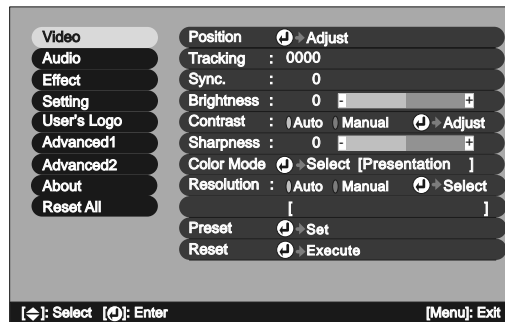 Video
Audio
Effect
Setting
User's Logo
Advanced1
Advanced2
About
Reset All
Position Adjust
Tracking : 0000
Sync. : 0
Brightness : 0 - +
Contrast : Auto Manual Adjust
Sharpness : 0 - +
Color Mode Select [Presentation ]
Resolution : Auto Manual Select
[ ]
Preset Set
Reset Execute
[ ]: Select [ ]: Enter [Menu]: Exit